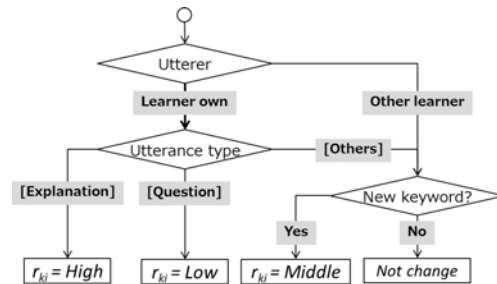 Utterer
Learner own
Other learner
Utterance type
[Others]
[Explanation]
[Question]
New keyword?
Yes
No
r_ki = High
r_ki = Low
r_ki = Middle
Not change